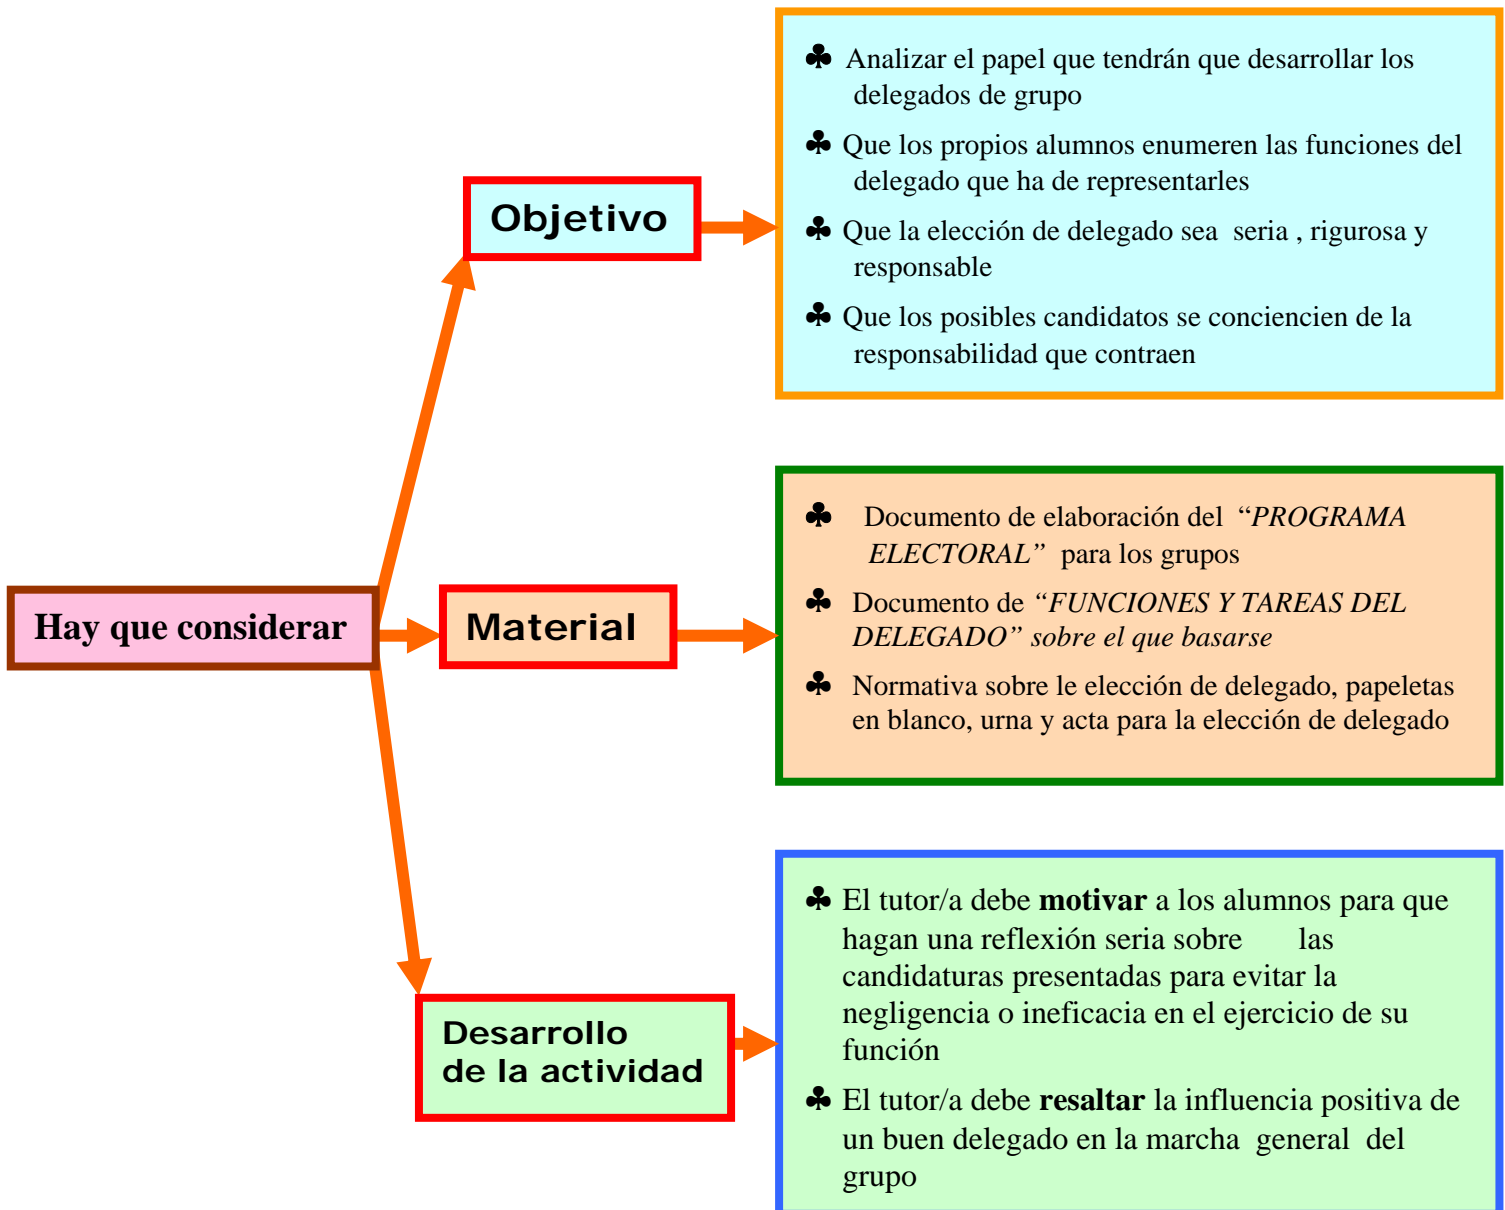 Hay que considerar
Objetivo
♣ Analizar el papel que tendrán que desarrollar los
delegados de grupo
♣ Que los propios alumnos enumeren las funciones del
delegado que ha de representarles
♣ Que la elección de delegado sea seria , rigurosa y
responsable
♣ Que los posibles candidatos se conciencien de la
responsabilidad que contraen
Material
♣ Documento de elaboración del “PROGRAMA
ELECTORAL” para los grupos
♣ Documento de “FUNCIONES Y TAREAS DEL
DELEGADO” sobre el que basarse
♣ Normativa sobre le elección de delegado, papeletas
en blanco, urna y acta para la elección de delegado
Desarrollo
de la actividad
♣ El tutor/a debe motivar a los alumnos para que
hagan una reflexión seria sobre las
candidaturas presentadas para evitar la
negligencia o ineficacia en el ejercicio de su
función
♣ El tutor/a debe resaltar la influencia positiva de
un buen delegado en la marcha general del
grupo